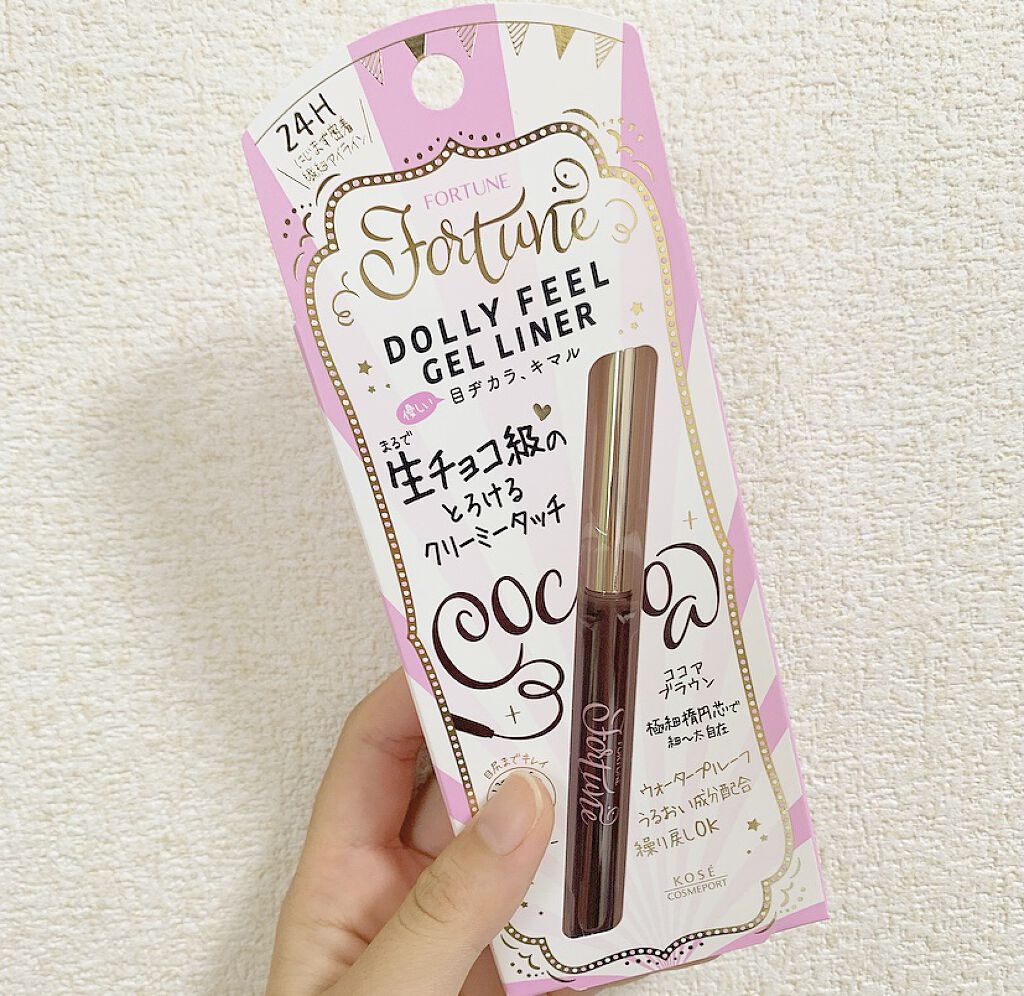 24H
にじまず密着
極細アイライン
FORTUNE
Fortune
DOLLY FEEL
GEL LINER
優しい
目ヂカラ、キマル
まるで
生チョコ級の
とろける
クリーミータッチ
Cocoa
ココア
ブラウン
極細楕円芯で
細〜太自在
目尻までキレイ
ウォータープルーフ
うるおい成分配合
繰り戻しOK
FORTUNE
Fortune
KOSÉ
COSMEPORT